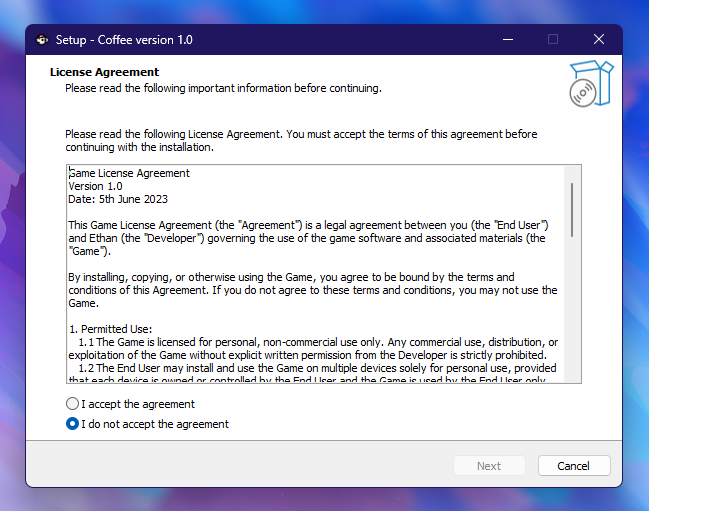 Setup - Coffee version 1.0
License Agreement
Please read the following important information before continuing.
Please read the following License Agreement. You must accept the terms of this agreement before
continuing with the installation.
Game License Agreement
Version 1.0
Date: 5th June 2023
This Game License Agreement (the "Agreement") is a legal agreement between you (the "End User")
and Ethan (the "Developer") governing the use of the game software and associated materials (the
"Game").
By installing, copying, or otherwise using the Game, you agree to be bound by the terms and
conditions of this Agreement. If you do not agree to these terms and conditions, you may not use the
Game.
1. Permitted Use:
1.1 The Game is licensed for personal, non-commercial use only. Any commercial use, distribution, or
exploitation of the Game without explicit written permission from the Developer is strictly prohibited.
1.2 The End User may install and use the Game on multiple devices solely for personal use, provided
that each device is owned or controlled by the End User and the Game is used by the End User only
I accept the agreement
I do not accept the agreement
Next
Cancel